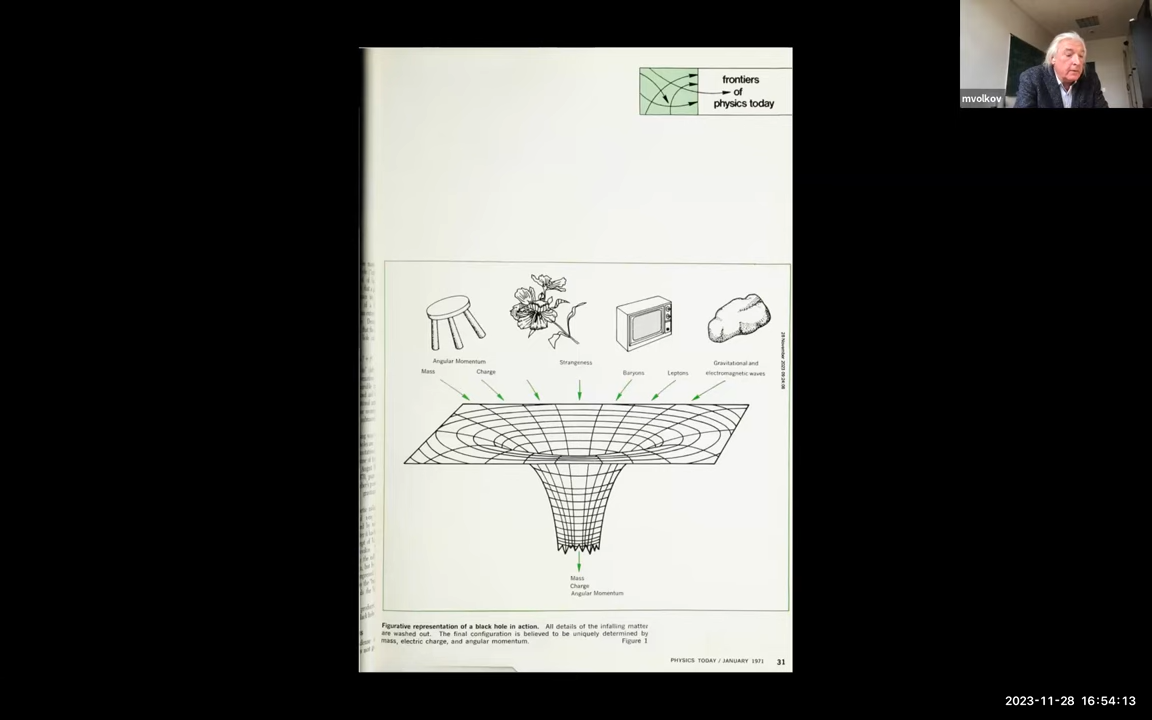 mvolkov
frontiers
of
physics today
Angular Momentum
Mass
Charge
Strangeness
Baryons
Leptons
Gravitational and
electromagnetic waves
Mass
Charge
Angular Momentum
Figurative representation of a black hole in action. All details of the infalling matter
are washed out. The final configuration is believed to be uniquely determined by
mass, electric charge, and angular momentum. Figure 1
PHYSICS TODAY / JANUARY 1971 31
2023-11-28 16:54:13